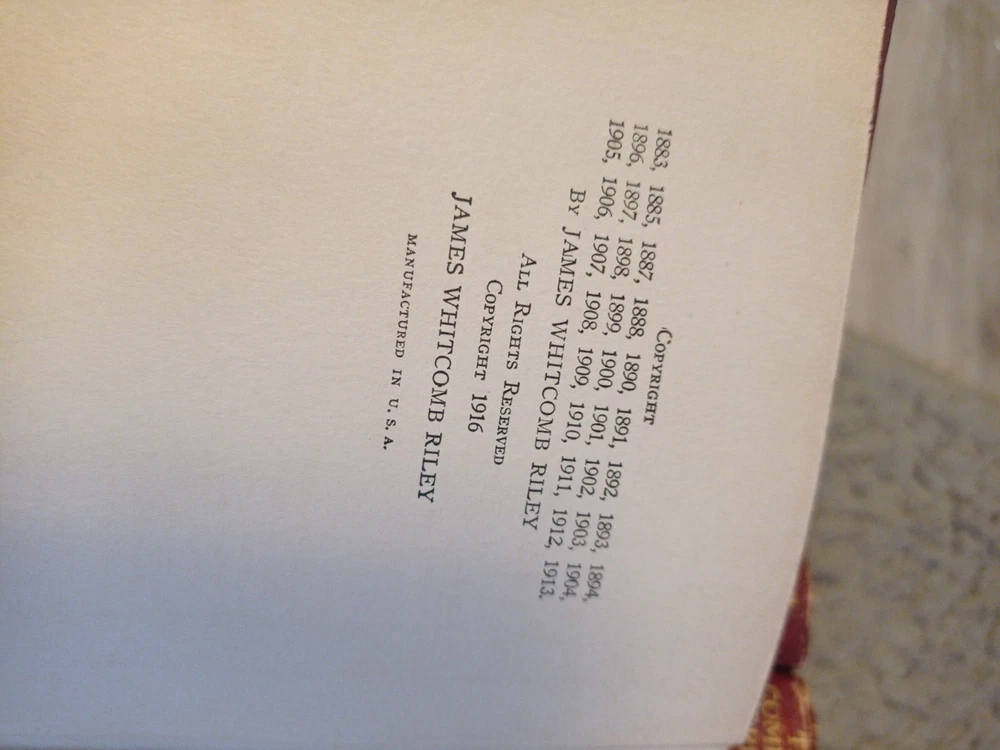 COPYRIGHT
1883, 1885, 1887, 1888, 1890, 1891, 1892, 1893, 1894,
1896, 1897, 1898, 1899, 1900, 1901, 1902, 1903, 1904,
1905, 1906, 1907, 1908, 1909, 1910, 1911, 1912, 1913,
BY JAMES WHITCOMB RILEY
ALL RIGHTS RESERVED
COPYRIGHT 1916
JAMES WHITCOMB RILEY
MANUFACTURED IN U. S. A.